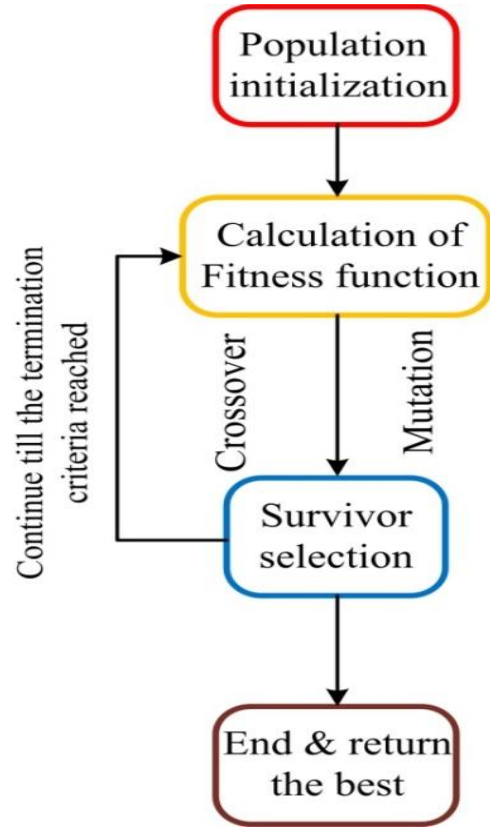 Population
initialization
Calculation of
Fitness function
Continue till the termination
criteria reached
Crossover
Mutation
Survivor
selection
End & return
the best